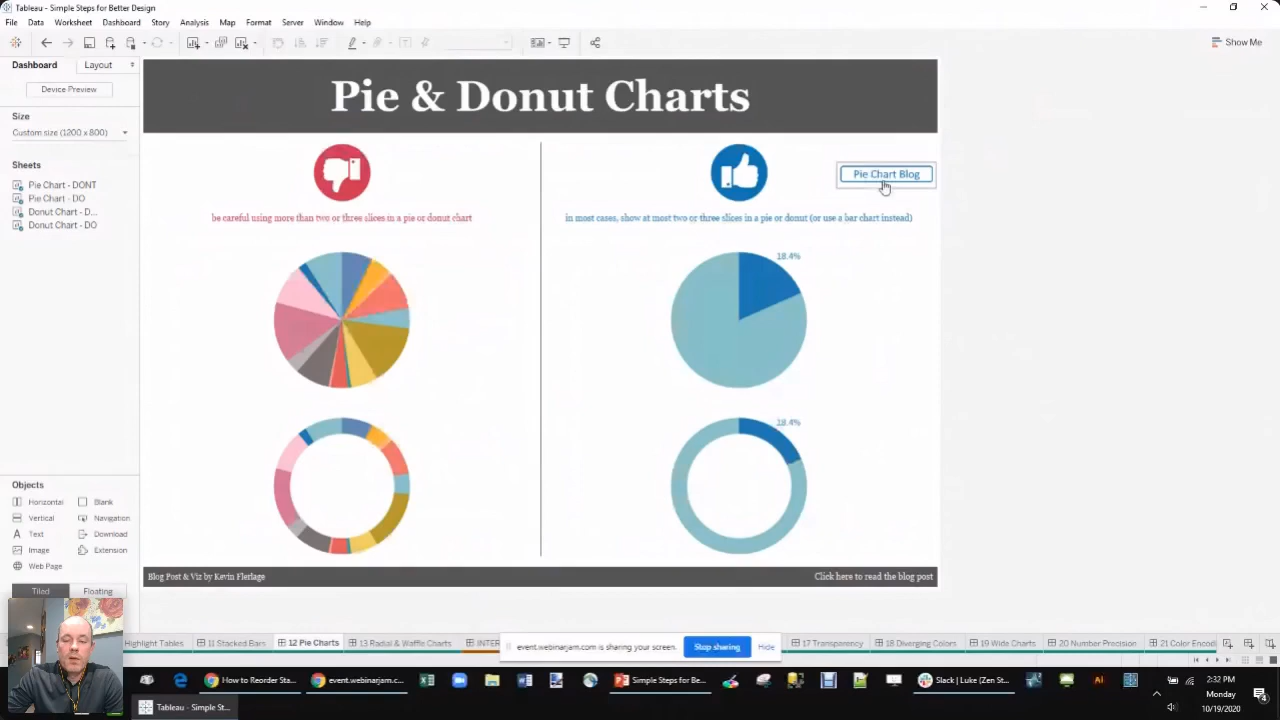 Tableau - Simple Steps for Better Design
File Data Worksheet Dashboard Story Analysis Map Format Server Window Help
Show Me
Dashboard Layout
Device Preview
Size
Custom size (1200 x 800)
Sheets
Pie Chart - DONT
Pie Chart - DO
Donut Chart - D...
Donut Chart - DO
Pie & Donut Charts
Pie Chart Blog
be careful using more than two or three slices in a pie or donut chart
in most cases, show at most two or three slices in a pie or donut (or use a bar chart instead)
18.4%
18.4%
Objects
Horizontal Blank
Vertical Navigation
Text Download
Image Extension
Web Page
Tiled Floating
Blog Post & Viz by Kevin Flerlage
Click here to read the blog post
Highlight Tables 11 Stacked Bars 12 Pie Charts 13 Radial & Waffle Charts INTER 17 Transparency 18 Diverging Colors 19 Wide Charts 20 Number Precision 21 Color Encodi
event.webinarjam.com is sharing your screen. Stop sharing Hide
How to Reorder Sta... event.webinarjam.c... Simple Steps for Be... Slack | Luke (Zen St... 2:32 PM
Monday
Tableau - Simple St... 10/19/2020
4